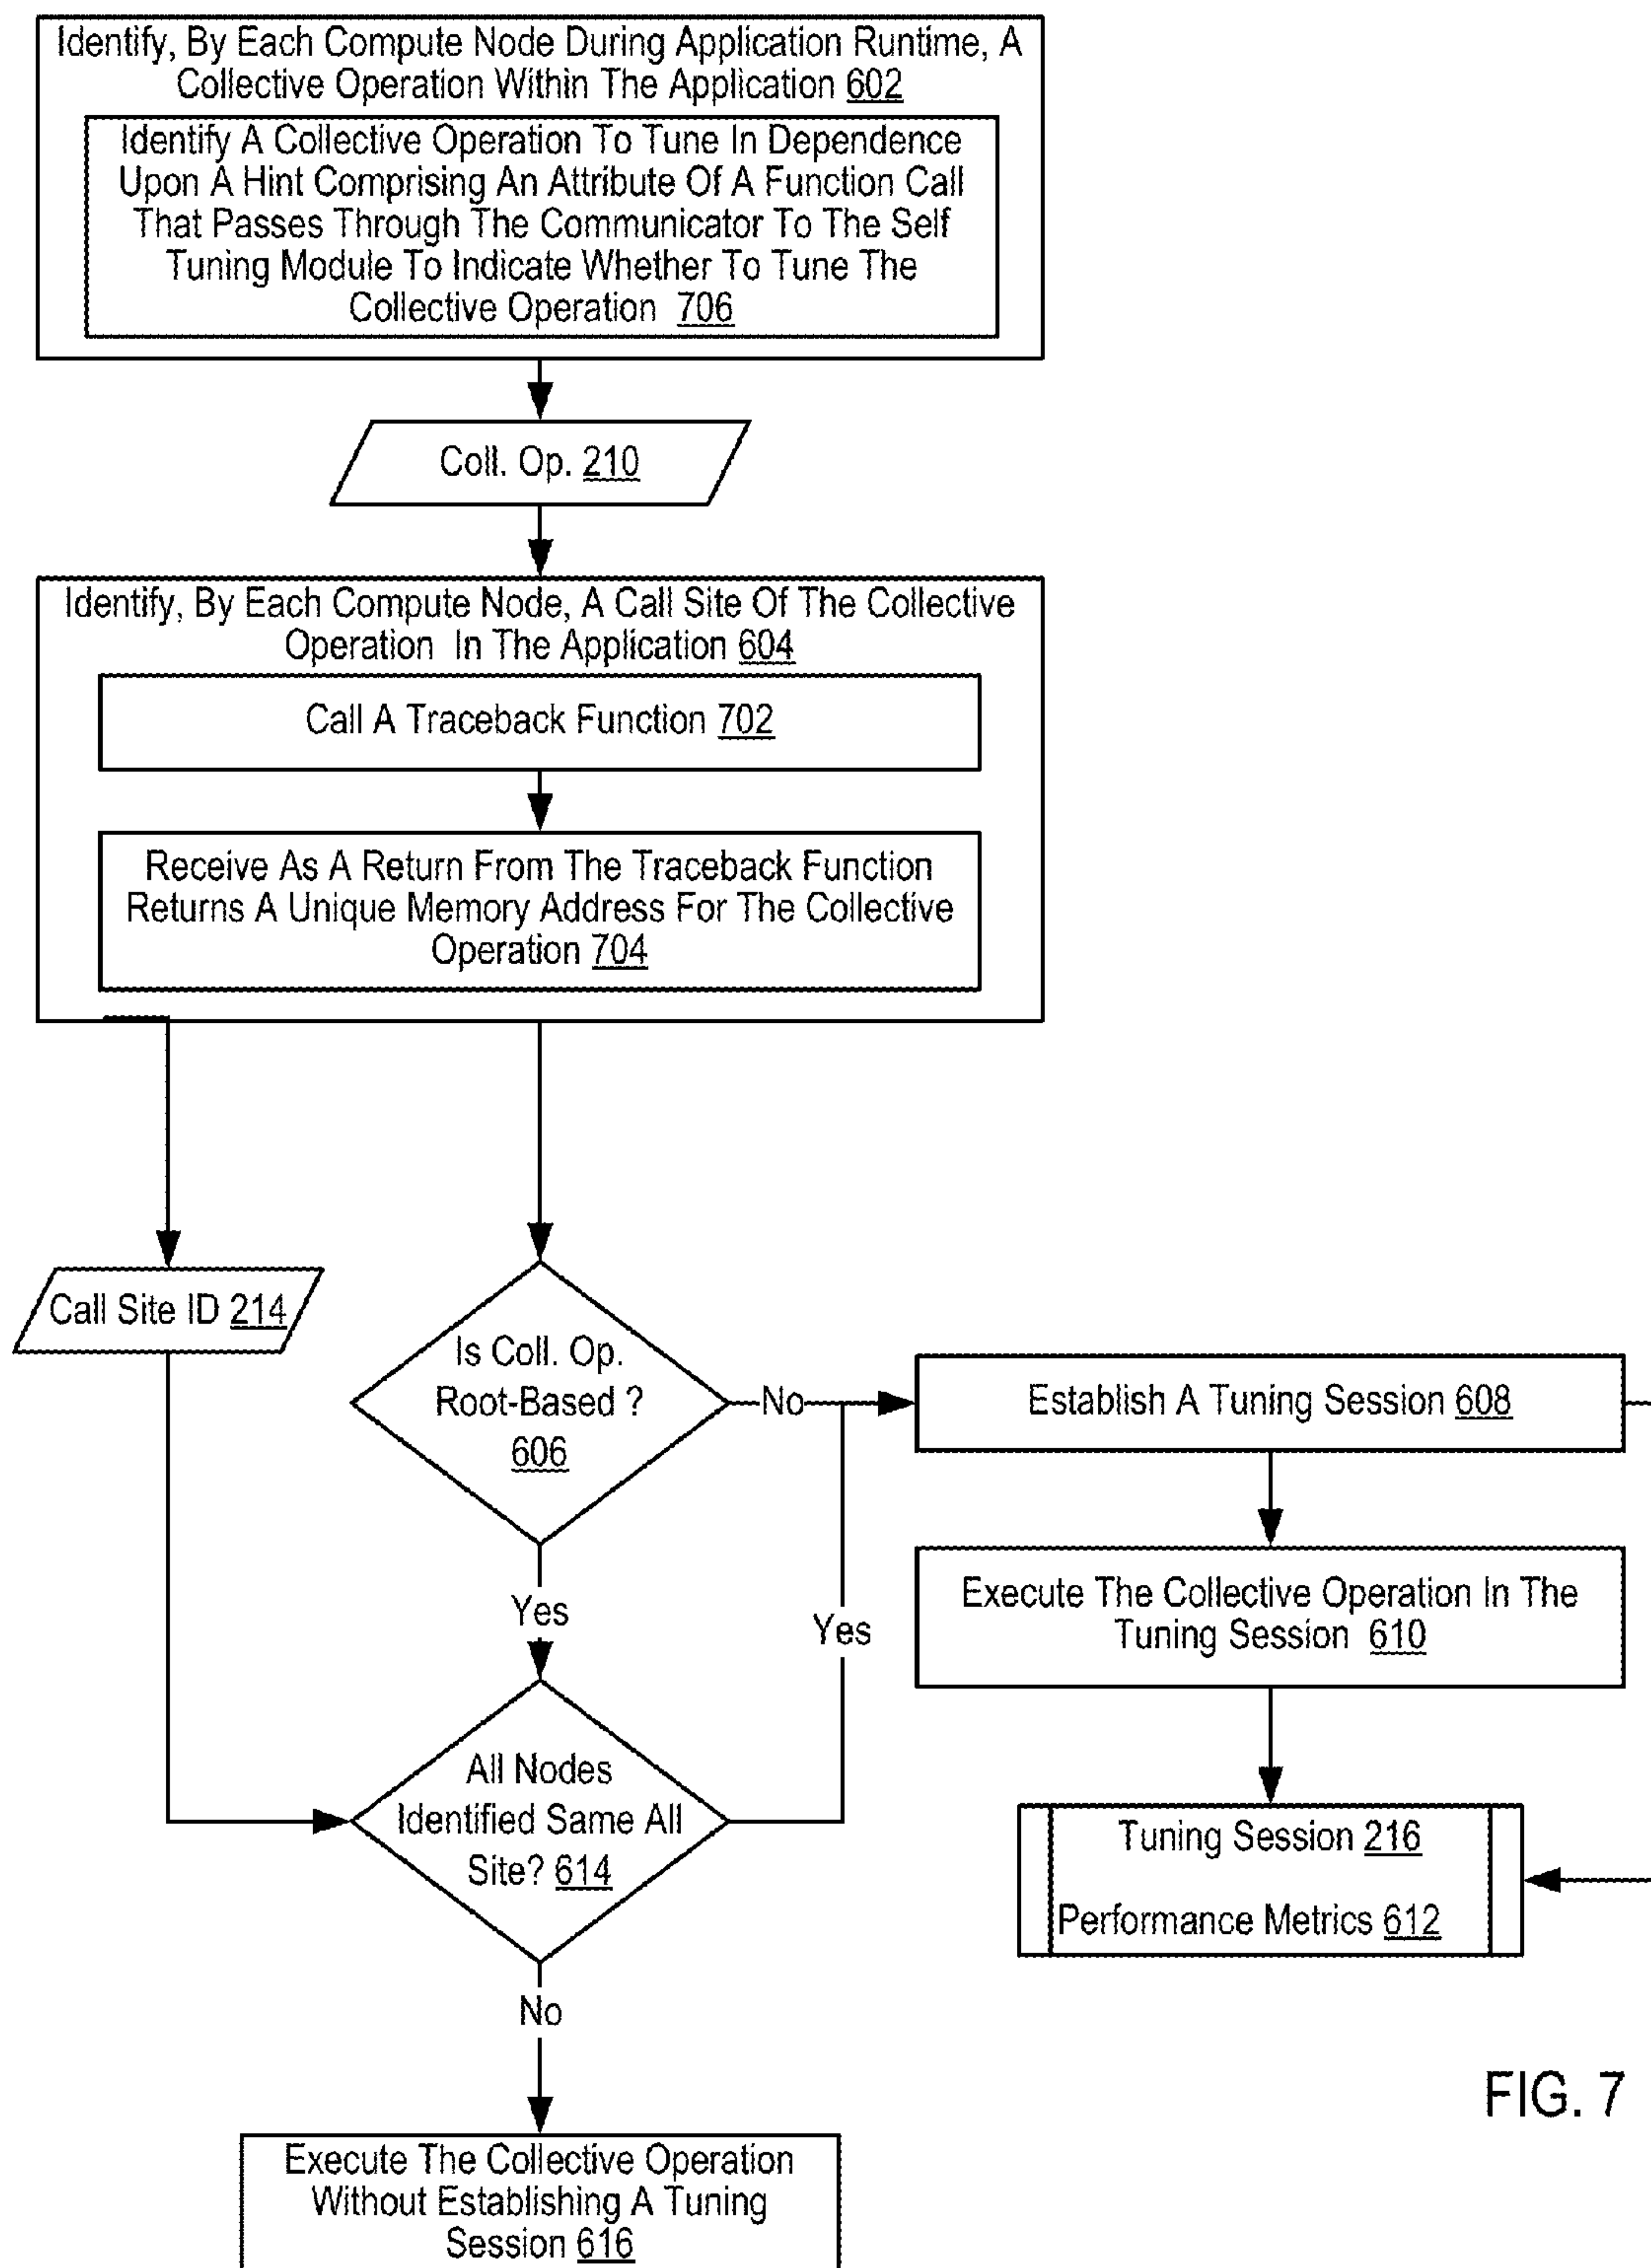 Identify, By Each Compute Node During Application Runtime, A
Collective Operation Within The Application 602
Identify A Collective Operation To Tune In Dependence
Upon A Hint Comprising An Attribute Of A Function Call
That Passes Through The Communicator To The Self
Tuning Module To Indicate Whether To Tune The
Collective Operation 706
Coll. Op. 210
Identify, By Each Compute Node, A Call Site Of The Collective
Operation In The Application 604
Call A Traceback Function 702
Receive As A Return From The Traceback Function
Returns A Unique Memory Address For The Collective
Operation 704
Call Site ID 214
Is Coll. Op.
Root-Based ?
606
No
Establish A Tuning Session 608
Execute The Collective Operation In The
Tuning Session 610
Yes
Yes
All Nodes
Identified Same All
Site? 614
Tuning Session 216
Performance Metrics 612
No
Execute The Collective Operation
Without Establishing A Tuning
Session 616
FIG. 7